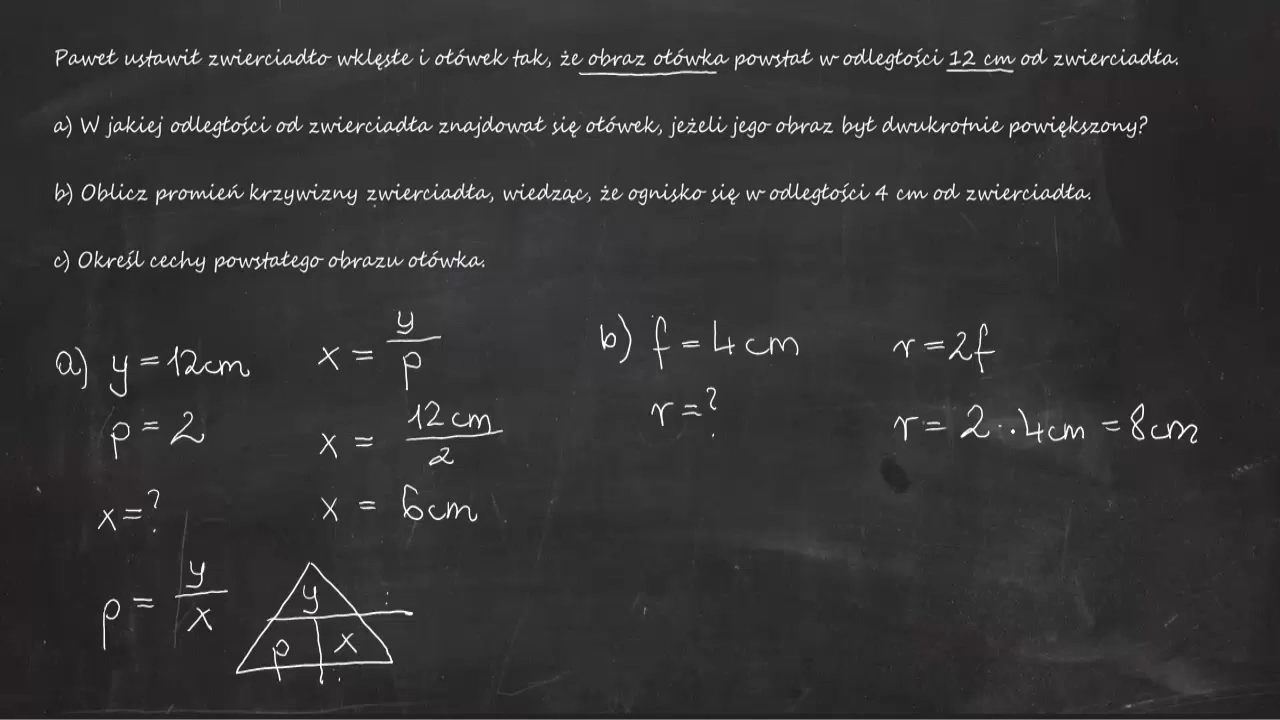 Paweł ustawił zwierciadło wklęsłe i ołówek tak, że obraz ołówka powstał w odległości 12 cm od zwierciadła.
a) W jakiej odległości od zwierciadła znajdował się ołówek, jeżeli jego obraz był dwukrotnie powiększony?
b) Oblicz promień krzywizny zwierciadła, wiedząc, że ognisko się w odległości 4 cm od zwierciadła.
c) Określ cechy powstałego obrazu ołówka.
a) y = 12cm
p = 2
x = ?
p = y/x
y
p x
x = y/p
x = 12cm/2
x = 6cm
b) f = 4cm
r = ?
r = 2f
r = 2 · 4cm = 8cm